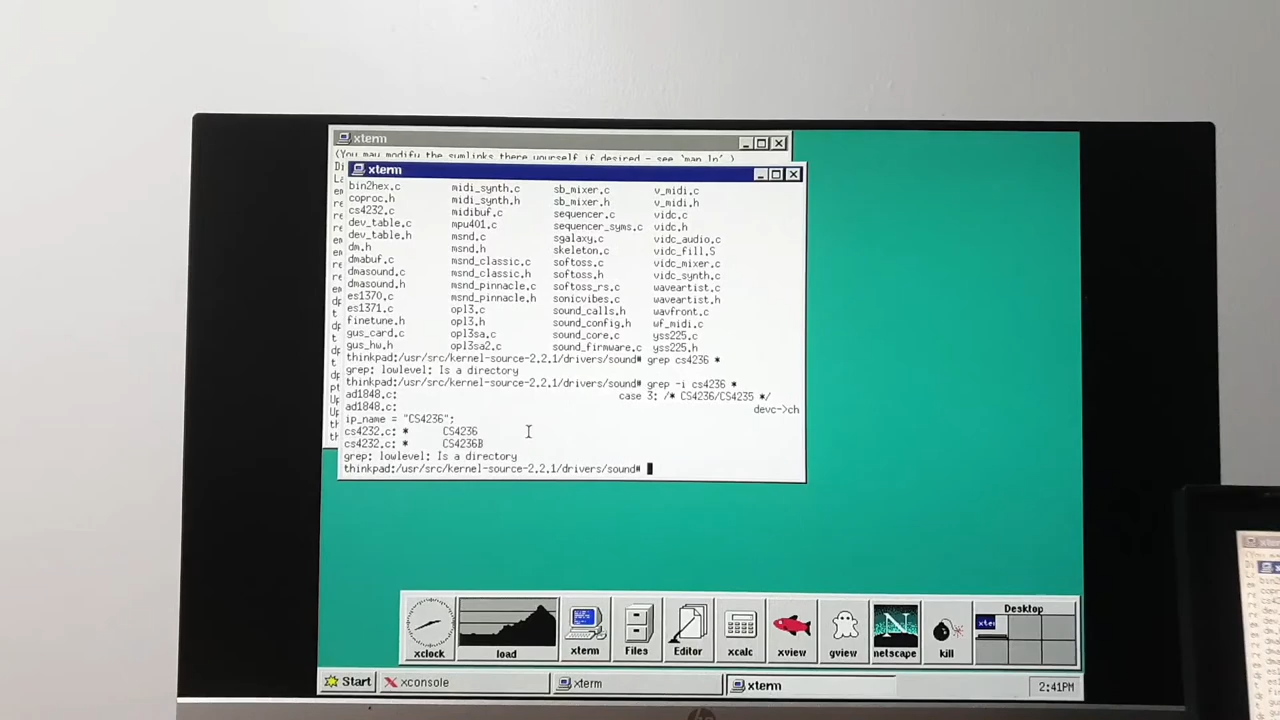 xterm
(You may modify the symlinks there yourself if desired - see `man ln'.)
xterm
bin2hex.c midi_synth.c sb_mixer.c v_midi.c
coproc.h midi_synth.h sb_mixer.h v_midi.h
cs4232.c midibuf.c sequencer.c vidc.c
dev_table.c mpu401.c sequencer_syms.c vidc.h
dev_table.h msnd.c sgalaxy.c vidc_audio.c
dm.h msnd.h skeleton.c vidc_fill.S
dmabuf.c msnd_classic.c softoss.c vidc_mixer.c
dmasound.c msnd_classic.h softoss.h vidc_synth.c
dmasound.h msnd_pinnacle.c softoss_rs.c waveartist.c
es1370.c msnd_pinnacle.h sonicvibes.c waveartist.h
es1371.c opl3.c sound_calls.h wavfront.c
finetune.h opl3.h sound_config.h wf_midi.c
gus_card.c opl3sa.c sound_core.c yss225.c
gus_hw.h opl3sa2.c sound_firmware.c yss225.h
thinkpad:/usr/src/kernel-source-2.2.1/drivers/sound# grep cs4236 *
grep: lowlevel: Is a directory
thinkpad:/usr/src/kernel-source-2.2.1/drivers/sound# grep -i cs4236 *
ad1848.c: case 3: /* CS4236/CS4235 */
ad1848.c: devc->ch
ip_name = "CS4236";
cs4232.c: * CS4236
cs4232.c: * CS4236B
grep: lowlevel: Is a directory
thinkpad:/usr/src/kernel-source-2.2.1/drivers/sound#
xclock load xterm Files Editor xcalc xview gview netscape kill
Desktop
xter
Start xconsole xterm xterm 2:41PM